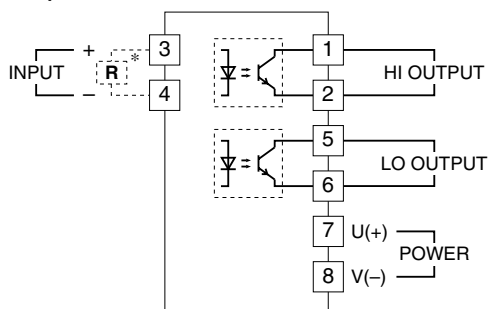 +
3
*
1
INPUT
R
HI OUTPUT
–
4
2
5
LO OUTPUT
6
7
U(+)
POWER
8
V(–)